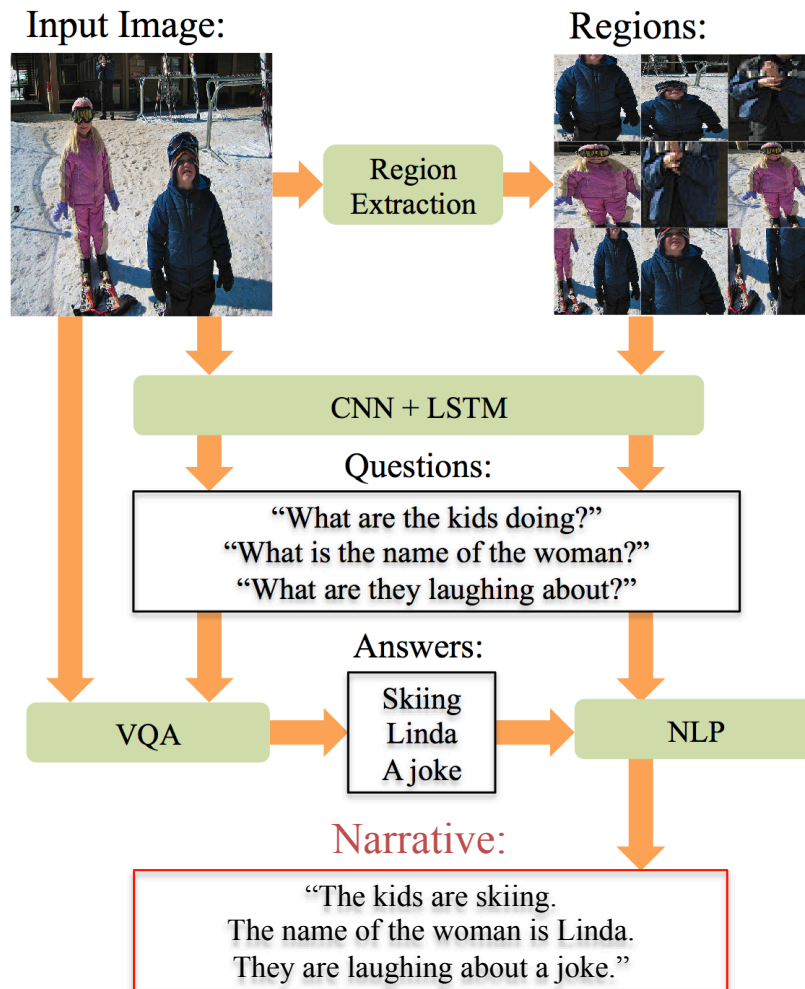 Input Image:
Regions:
Region
Extraction
CNN + LSTM
Questions:
“What are the kids doing?”
“What is the name of the woman?”
“What are they laughing about?”
Answers:
VQA
Skiing
Linda
A joke
NLP
Narrative:
“The kids are skiing.
The name of the woman is Linda.
They are laughing about a joke.”